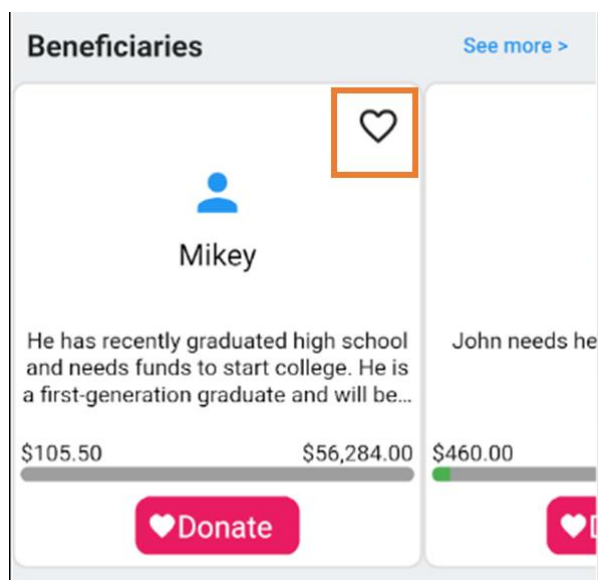 Beneficiaries
See more >
Mikey
He has recently graduated high school
and needs funds to start college. He is
a first-generation graduate and will be...
$105.50
$56,284.00
Donate
John needs he
$460.00